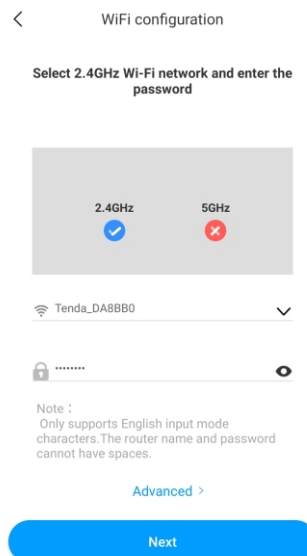 WiFi configuration
Select 2.4GHz Wi-Fi network and enter the
password
2.4GHz
5GHz
Tenda_DA8BB0
········
Note：
Only supports English input mode
characters.The router name and password
cannot have spaces.
Advanced >
Next